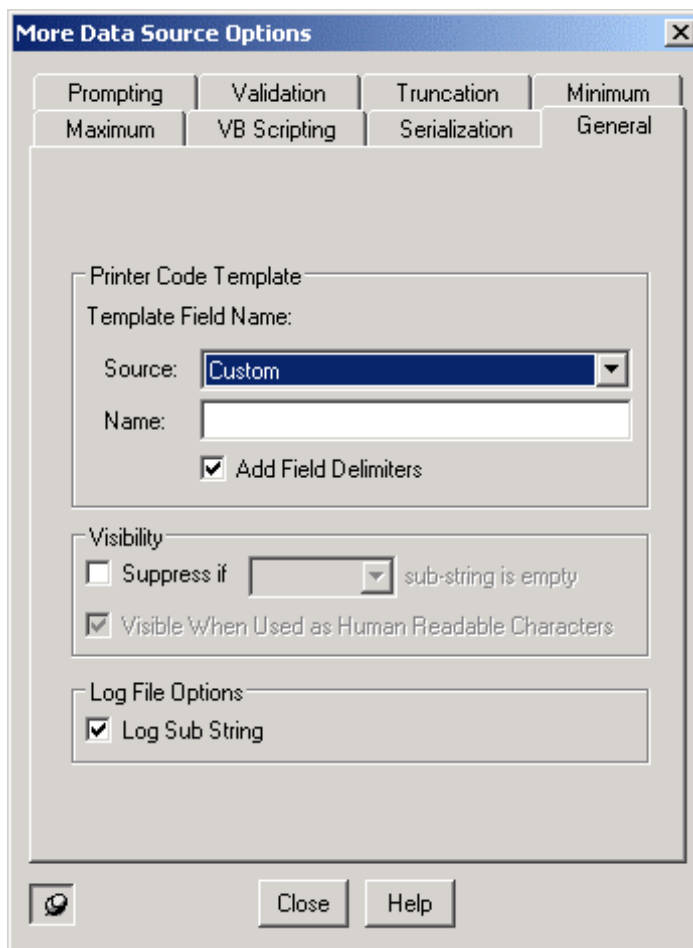 More Data Source Options
Prompting Validation Truncation Minimum
Maximum VB Scripting Serialization General
Printer Code Template
Template Field Name:
Source: Custom
Name:
Add Field Delimiters
Visibility
Suppress if sub-string is empty
Visible When Used as Human Readable Characters
Log File Options
Log Sub String
Close Help